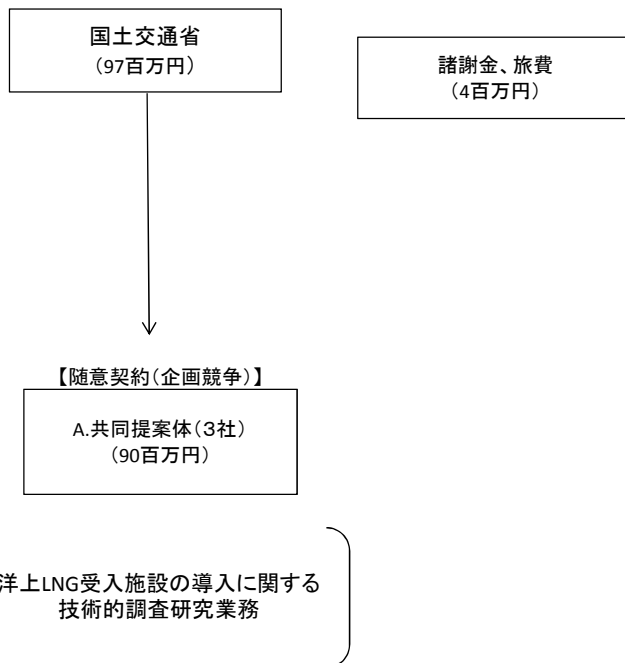 国土交通省
（97百万円）
諸謝金、旅費
（4百万円）
【随意契約（企画競争）】
A.共同提案体（3社）
（90百万円）
洋上LNG受入施設の導入に関する
技術的調査研究業務